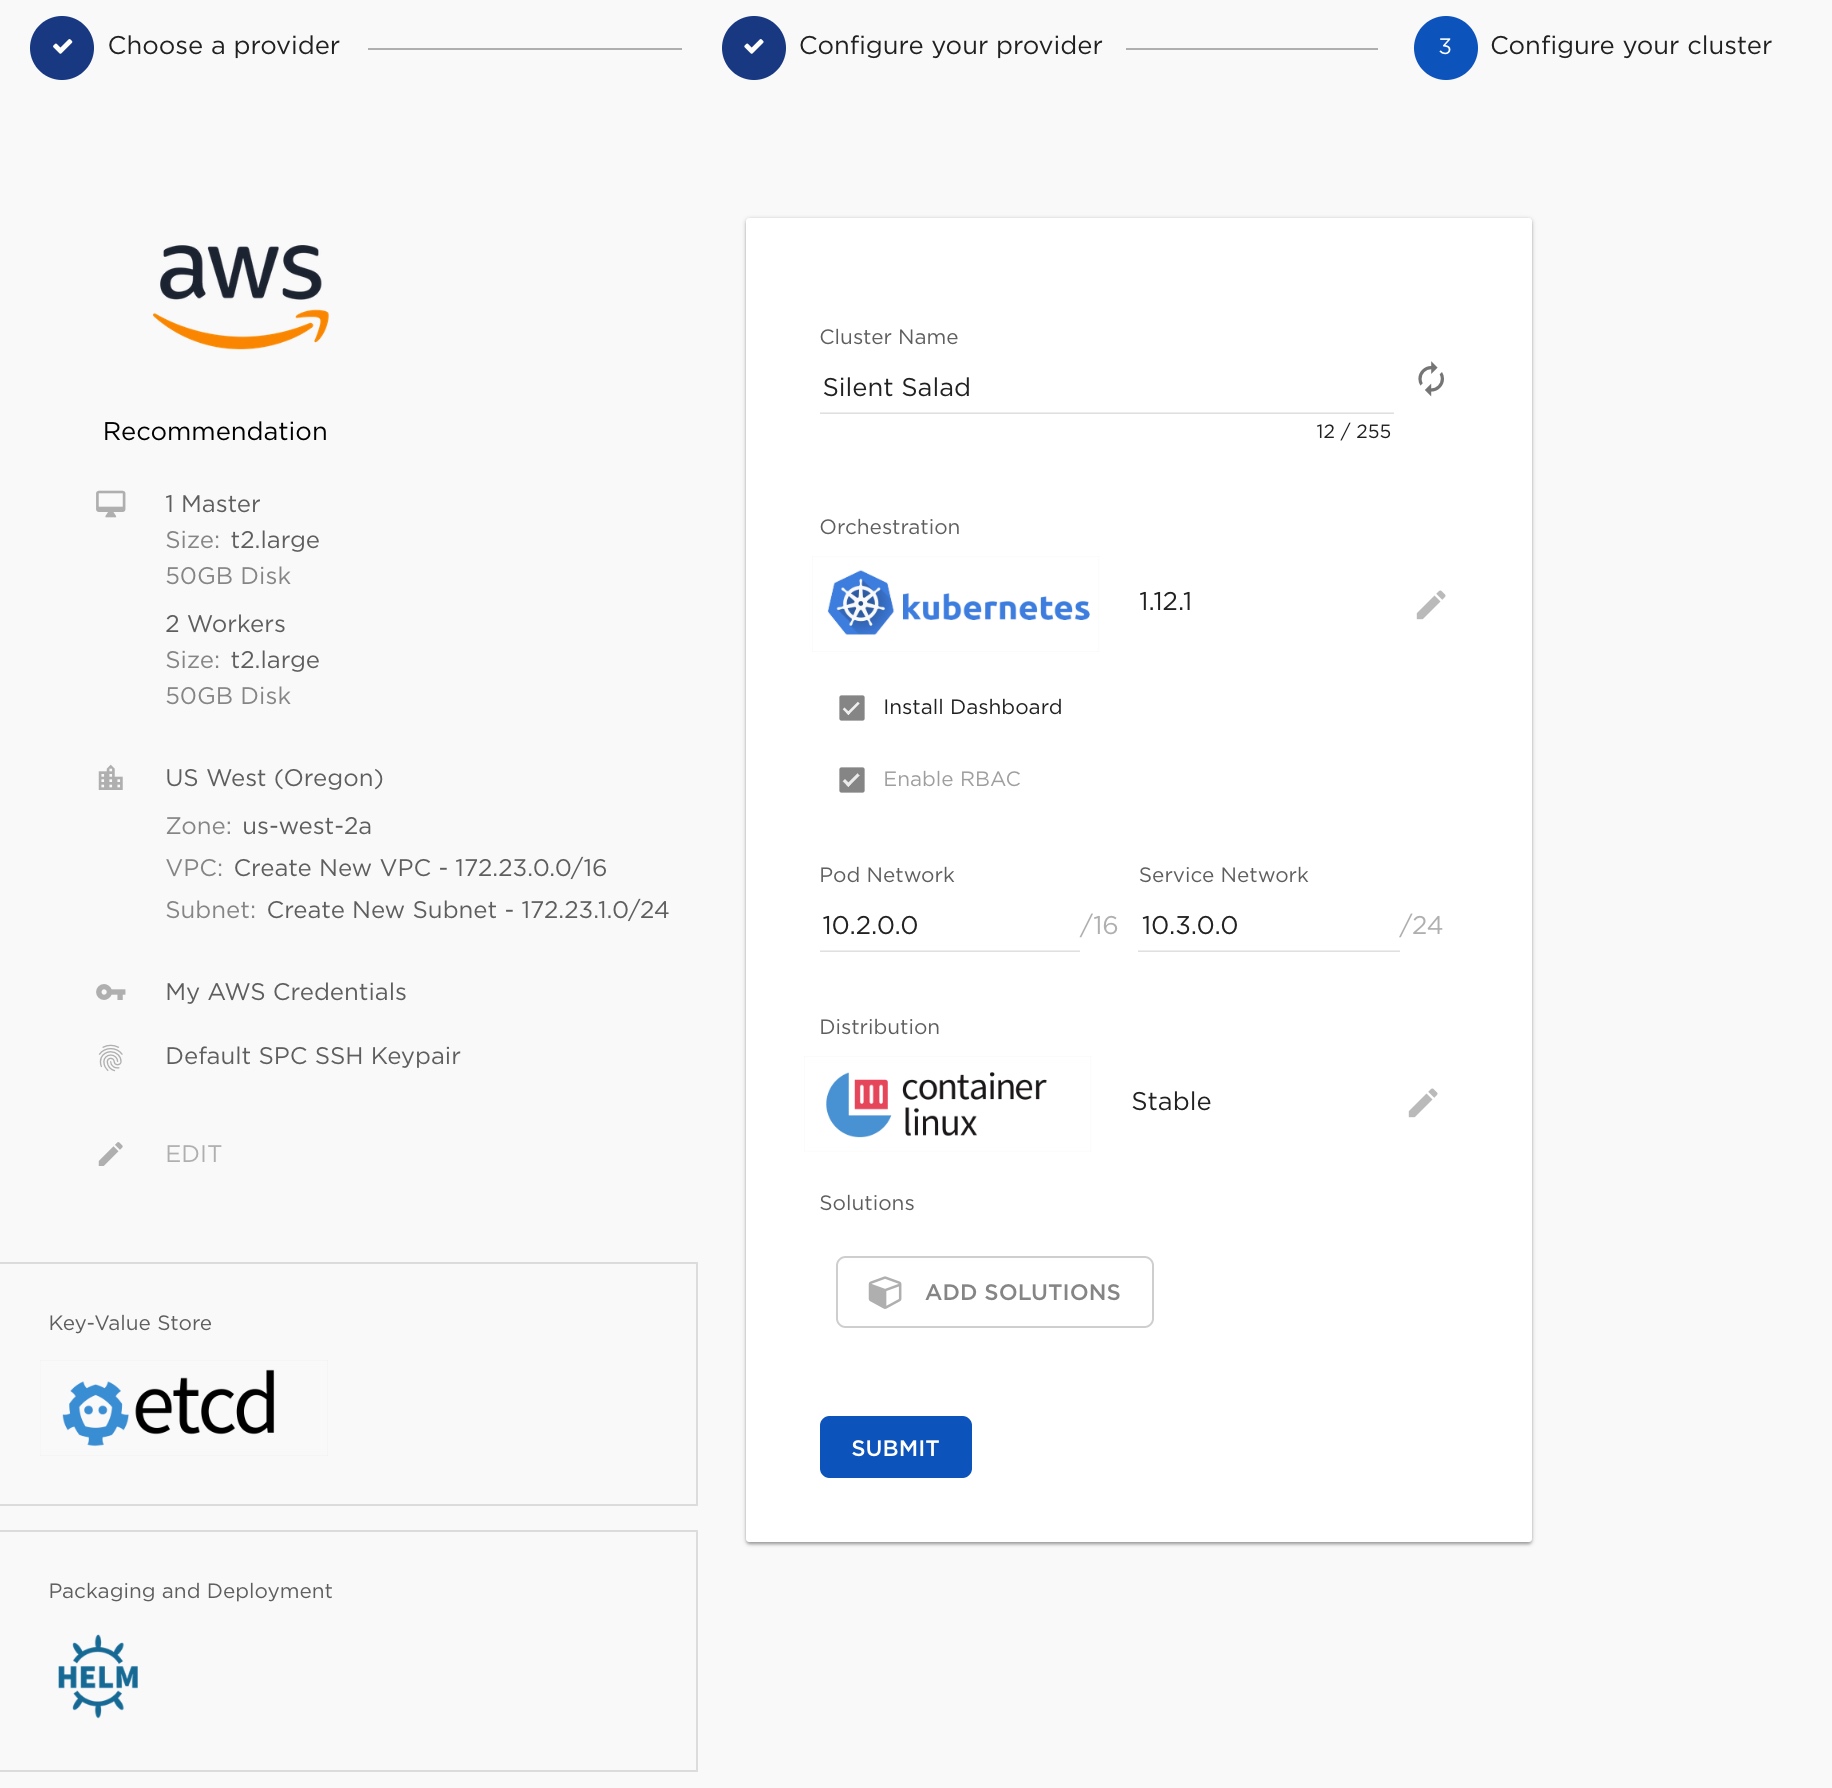 Choose a provider
Configure your provider
3 Configure your cluster
aws
Recommendation
1 Master
Size: t2.large
50GB Disk
2 Workers
Size: t2.large
50GB Disk
US West (Oregon)
Zone: us-west-2a
VPC: Create New VPC - 172.23.0.0/16
Subnet: Create New Subnet - 172.23.1.0/24
My AWS Credentials
Default SPC SSH Keypair
EDIT
Key-Value Store
etcd
Packaging and Deployment
HELM
Cluster Name
Silent Salad
12 / 255
Orchestration
kubernetes 1.12.1
Install Dashboard
Enable RBAC
Pod Network Service Network
10.2.0.0 /16 10.3.0.0 /24
Distribution
container
linux
Stable
Solutions
ADD SOLUTIONS
SUBMIT